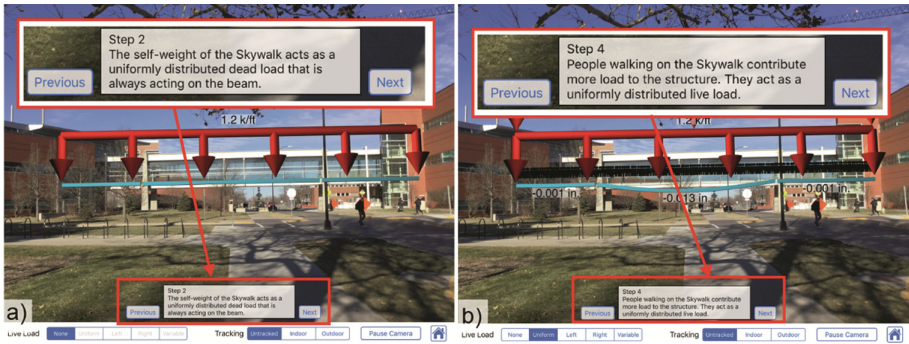 Step 2
The self-weight of the Skywalk acts as a
uniformly distributed dead load that is
always acting on the beam.
Previous
Next
1.2 k/ft
Step 2
The self-weight of the Skywalk acts as a
uniformly distributed dead load that is
always acting on the beam.
Previous
Next
a)
Live Load None Uniform Left Right Variable Tracking Untracked Indoor Outdoor Pause Camera
Step 4
People walking on the Skywalk contribute
more load to the structure. They act as a
uniformly distributed live load.
Previous
Next
1.2 k/ft
-0.001 in.
-0.013 in.
-0.001 in.
Step 4
People walking on the Skywalk contribute
more load to the structure. They act as a
uniformly distributed live load.
Previous
Next
b)
Live Load None Uniform Left Right Variable Tracking Untracked Indoor Outdoor Pause Camera